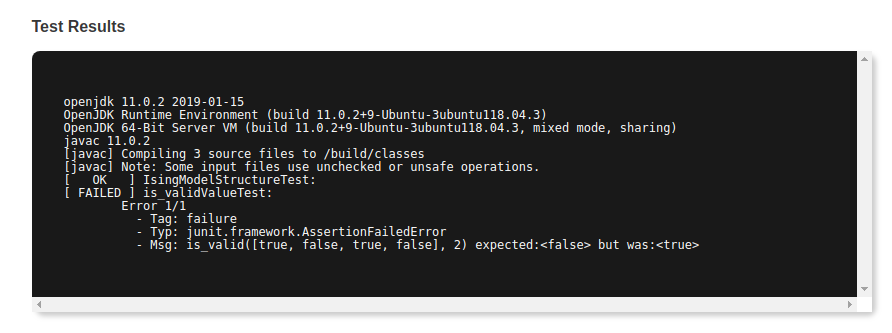 Test Results
openjdk 11.0.2 2019-01-15
OpenJDK Runtime Environment (build 11.0.2+9-Ubuntu-3ubuntu118.04.3)
OpenJDK 64-Bit Server VM (build 11.0.2+9-Ubuntu-3ubuntu118.04.3, mixed mode, sharing)
javac 11.0.2
[javac] Compiling 3 source files to /build/classes
[javac] Note: Some input files use unchecked or unsafe operations.
[   OK   ] IsingModelStructureTest:
[ FAILED ] is_validValueTest:
        Error 1/1
          - Tag: failure
          - Typ: junit.framework.AssertionFailedError
          - Msg: is_valid([true, false, true, false], 2) expected:<false> but was:<true>